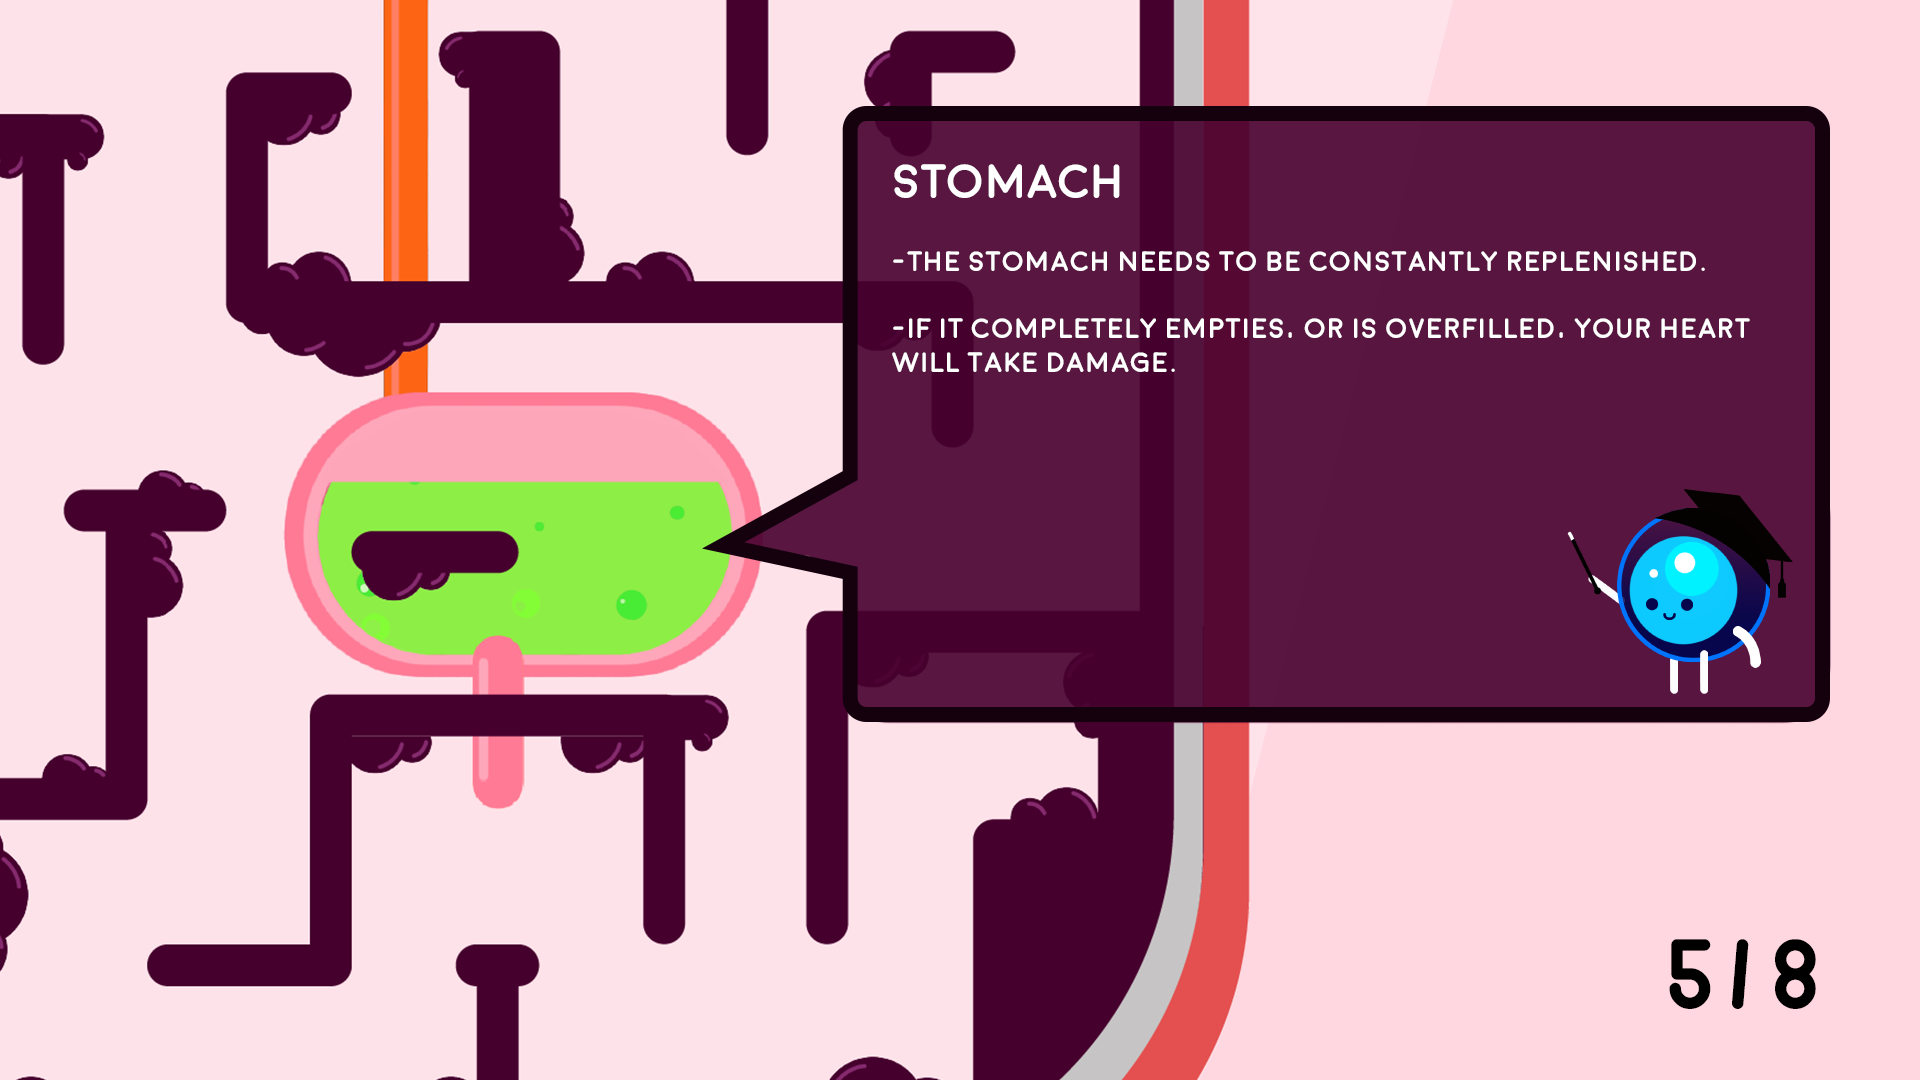 STOMACH
-THE STOMACH NEEDS TO BE CONSTANTLY REPLENISHED.
-IF IT COMPLETELY EMPTIES. OR IS OVERFILLED. YOUR HEART
WILL TAKE DAMAGE.
5/8